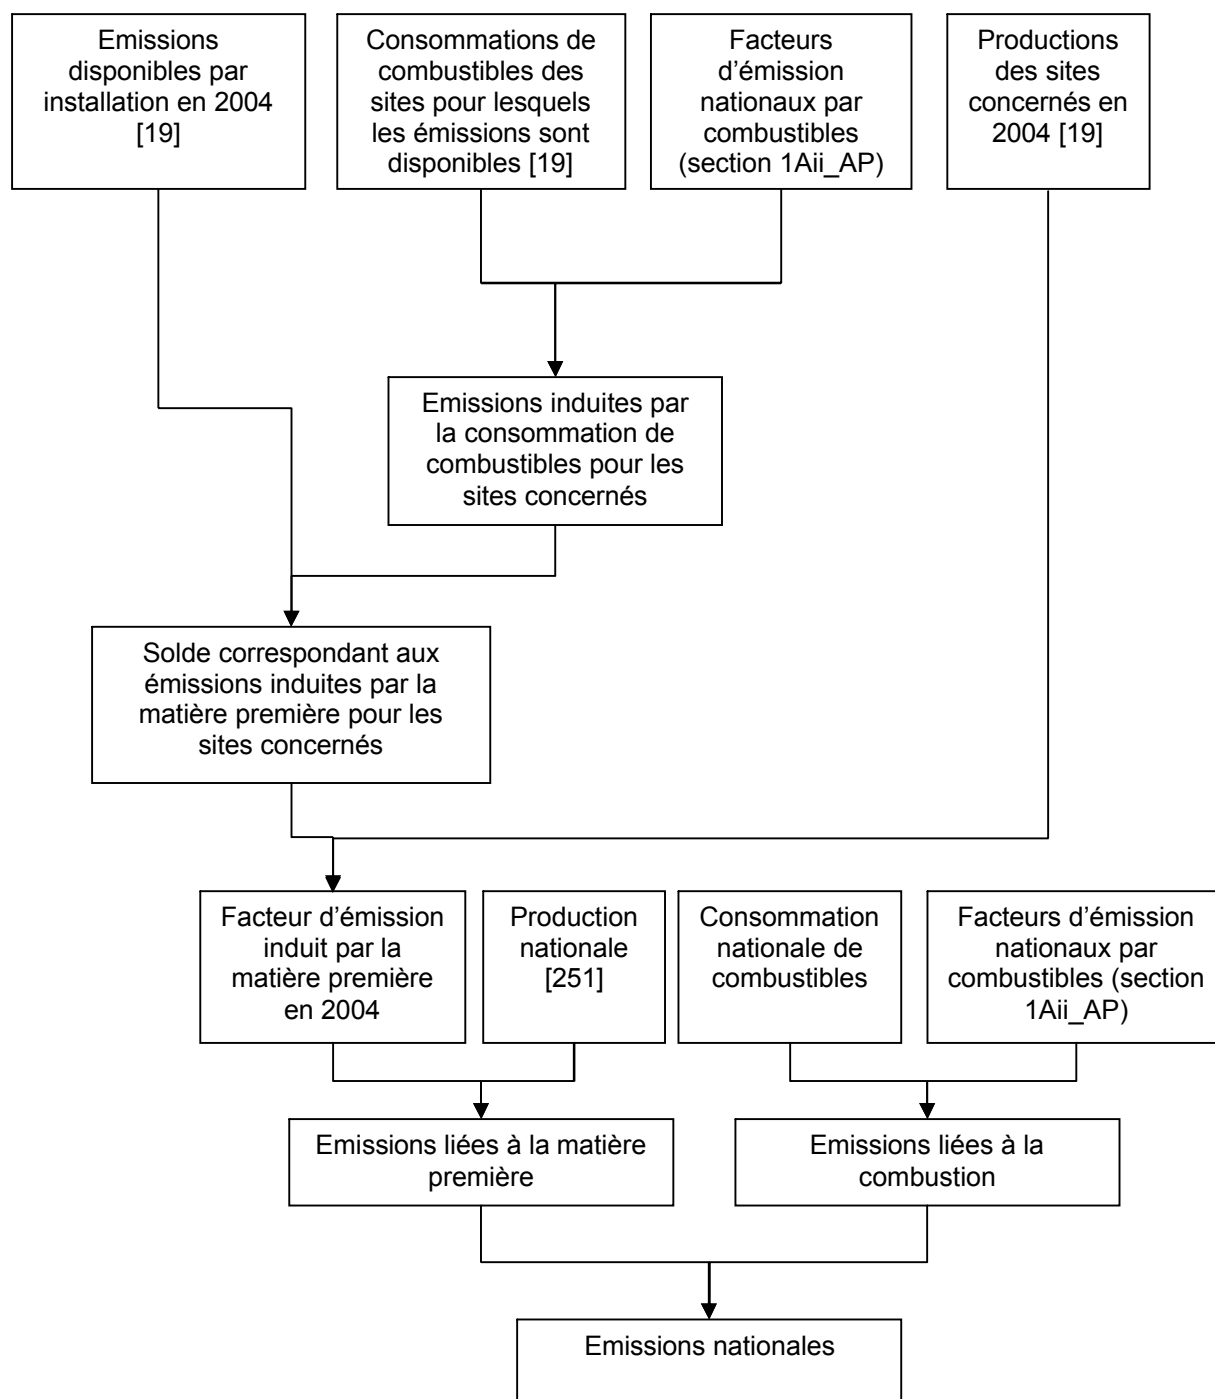 Emissions
disponibles par
installation en 2004
[19]
Consommations de
combustibles des
sites pour lesquels
les émissions sont
disponibles [19]
Facteurs
d’émission
nationaux par
combustibles
(section 1Aii_AP)
Productions
des sites
concernés en
2004 [19]
Emissions induites par
la consommation de
combustibles pour les
sites concernés
Solde correspondant aux
émissions induites par la
matière première pour les
sites concernés
Facteur d’émission
induit par la
matière première
en 2004
Production
nationale
[251]
Consommation
nationale de
combustibles
Facteurs d’émission
nationaux par
combustibles (section
1Aii_AP)
Emissions liées à la matière
première
Emissions liées à la
combustion
Emissions nationales